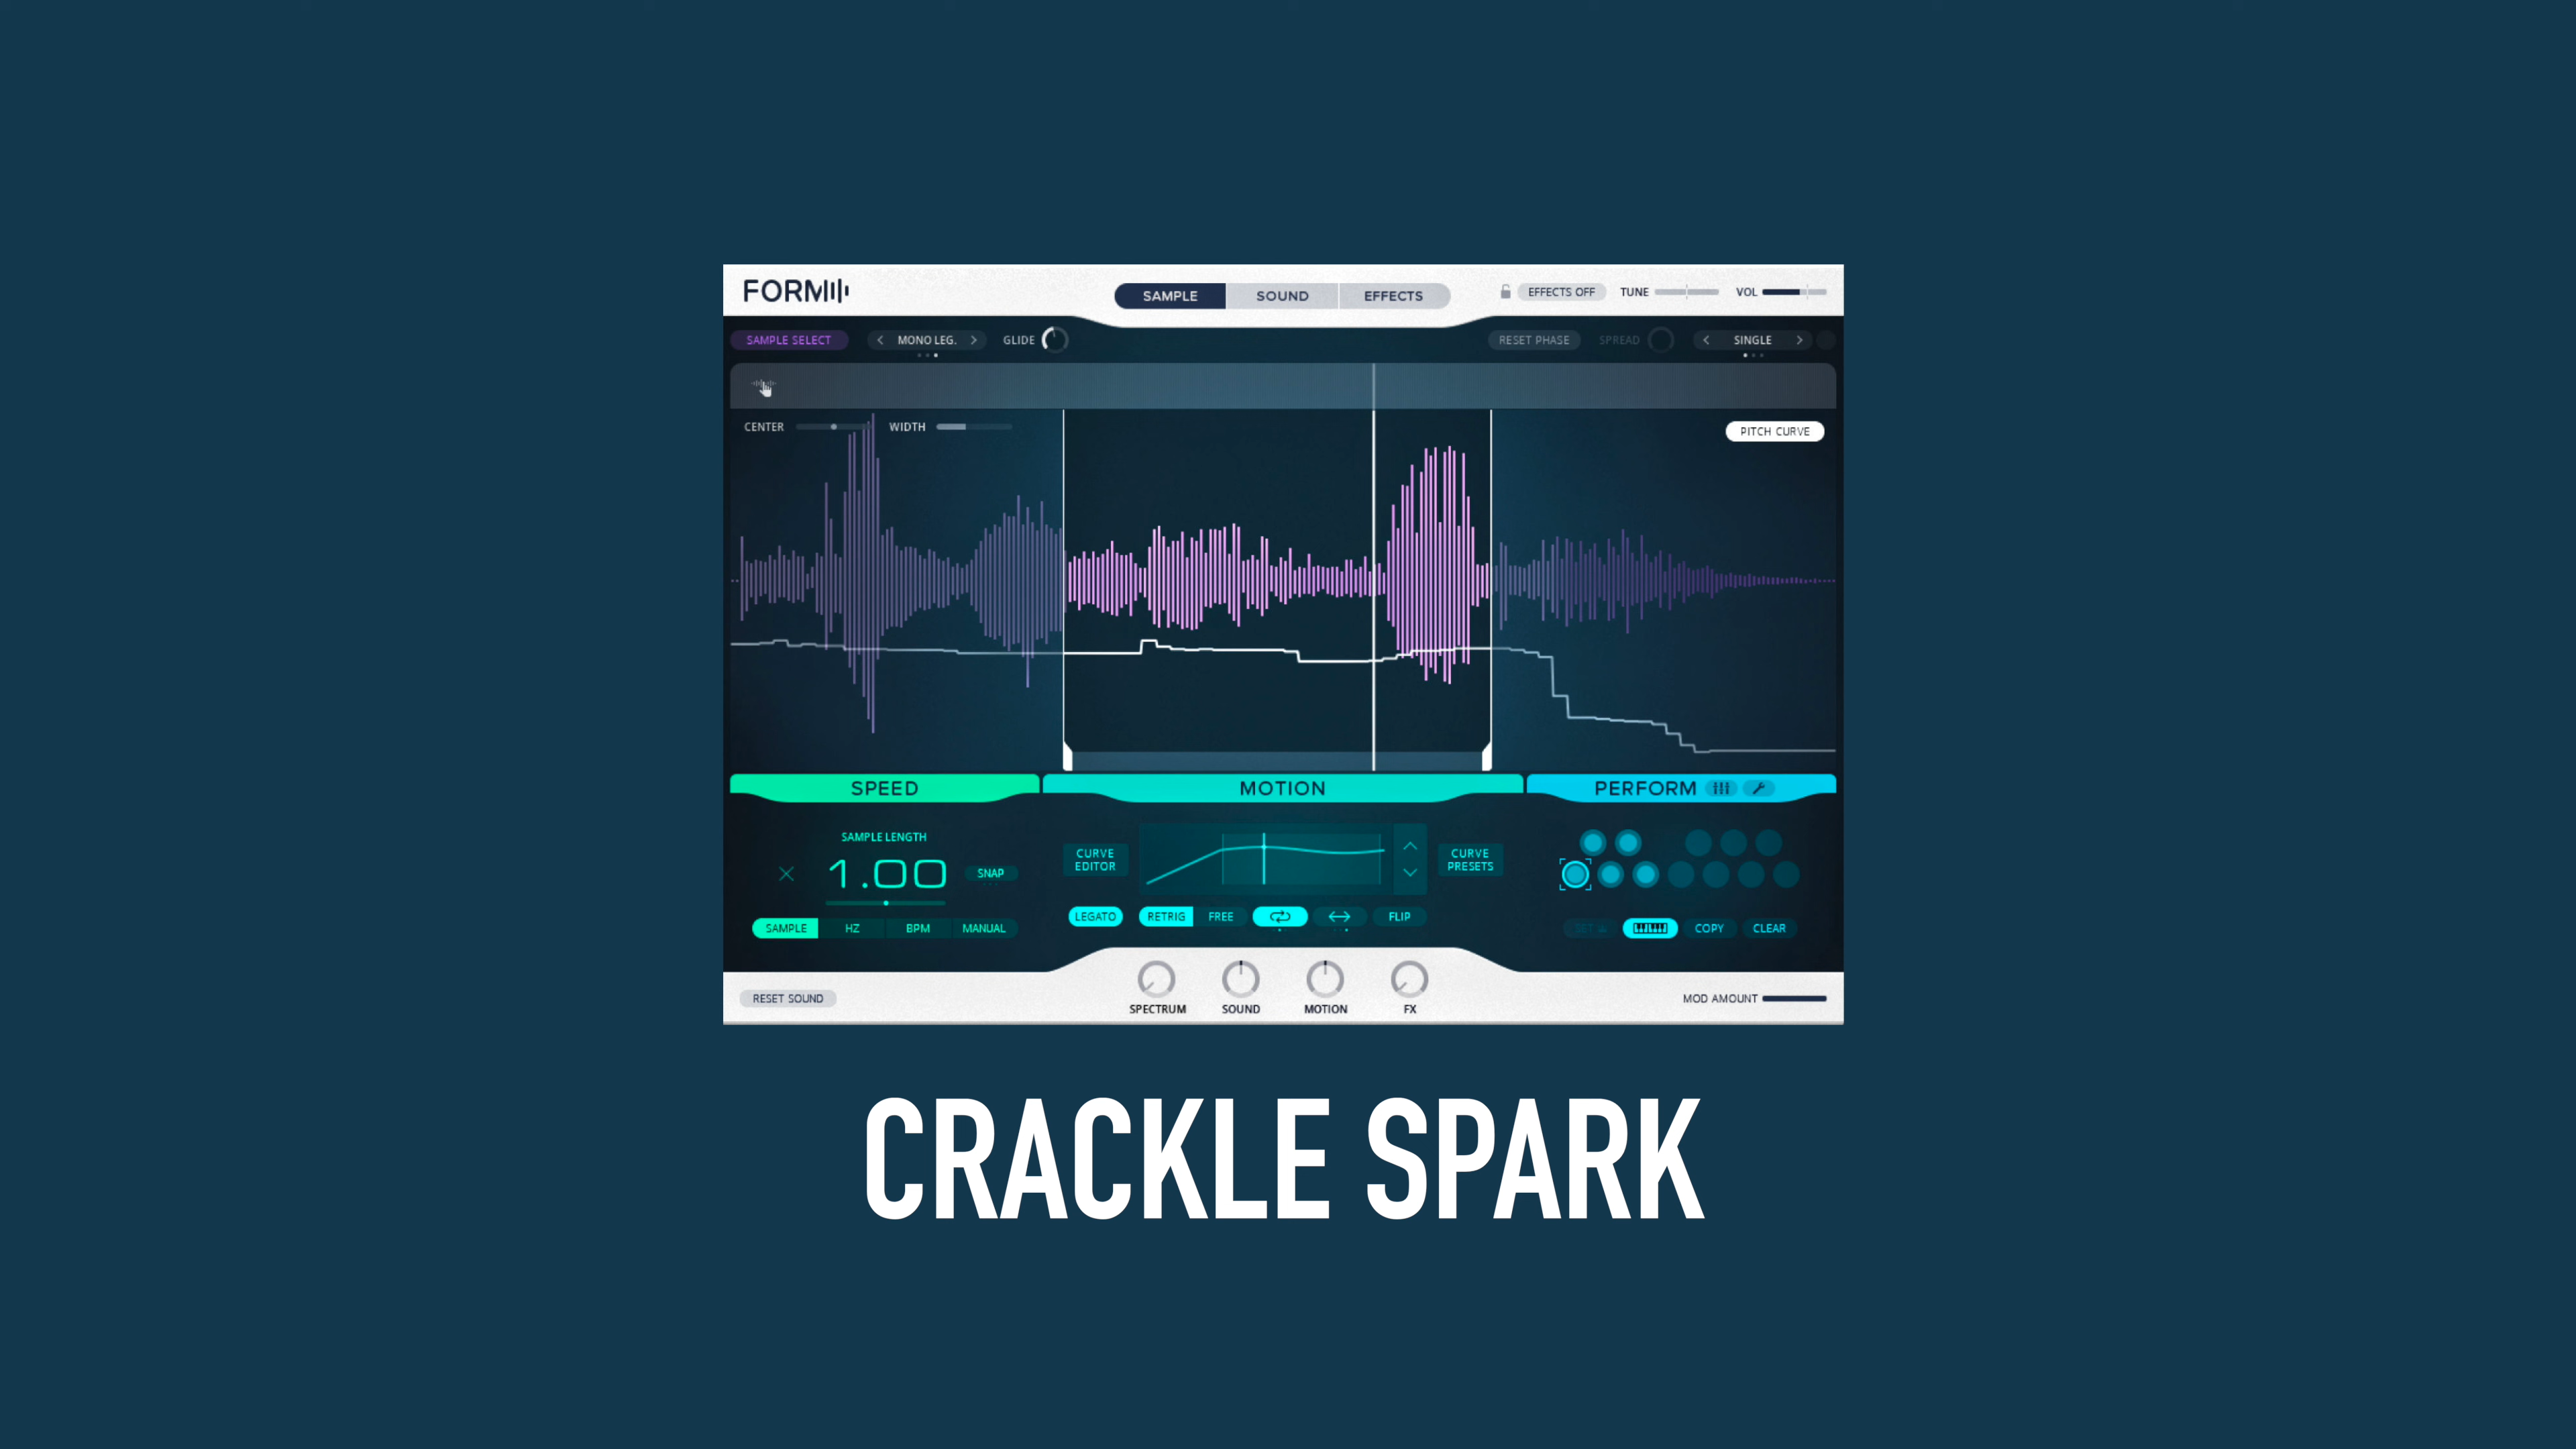 FORM
SAMPLE SOUND EFFECTS
EFFECTS OFF TUNE VOL
SAMPLE SELECT MONO LEG. GLIDE RESET PHASE SPREAD SINGLE
CENTER WIDTH
PITCH CURVE
SPEED MOTION PERFORM
SAMPLE LENGTH
1.00
SNAP
SAMPLE HZ BPM MANUAL
CURVE
EDITOR
CURVE
PRESETS
LEGATO RETRIG FREE FLIP
COPY CLEAR
RESET SOUND
SPECTRUM SOUND MOTION FX
MOD AMOUNT
CRACKLE SPARK